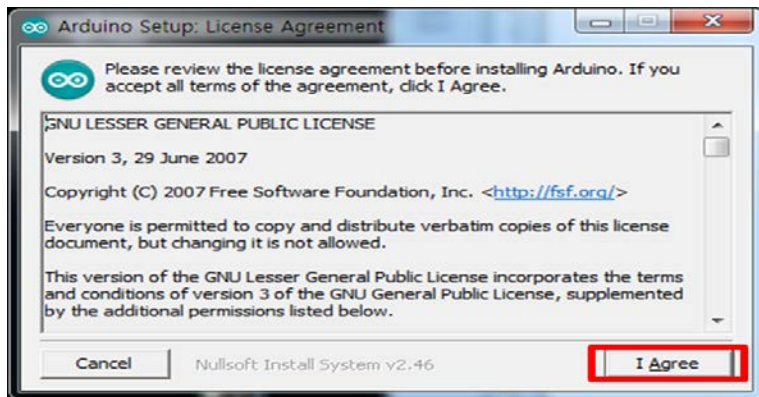 Arduino Setup: License Agreement
Please review the license agreement before installing Arduino. If you
accept all terms of the agreement, click I Agree.
GNU LESSER GENERAL PUBLIC LICENSE
Version 3, 29 June 2007
Copyright (C) 2007 Free Software Foundation, Inc. <http://fsf.org/>
Everyone is permitted to copy and distribute verbatim copies of this license
document, but changing it is not allowed.
This version of the GNU Lesser General Public License incorporates the terms
and conditions of version 3 of the GNU General Public License, supplemented
by the additional permissions listed below.
Cancel
Nullsoft Install System v2.46
I Agree